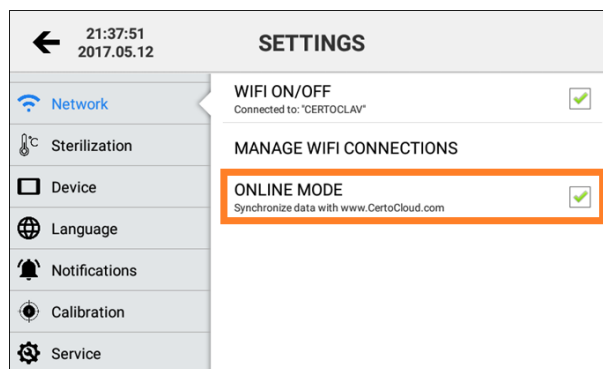 21:37:51
2017.05.12
SETTINGS
Network
°C Sterilization
Device
Language
Notifications
Calibration
Service
WIFI ON/OFF
Connected to: "CERTOCLAV"
MANAGE WIFI CONNECTIONS
ONLINE MODE
Synchronize data with www.CertoCloud.com